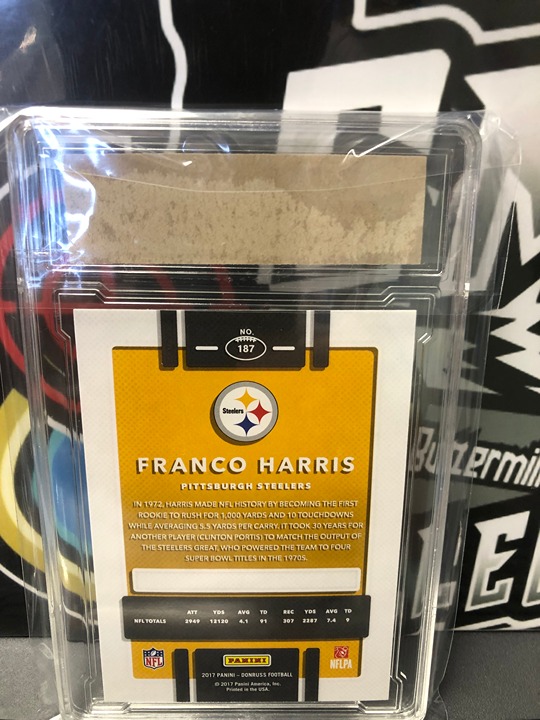 NO.
187
Steelers
FRANCO HARRIS
PITTSBURGH STEELERS
IN 1972, HARRIS MADE NFL HISTORY BY BECOMING THE FIRST
ROOKIE TO RUSH FOR 1,000 YARDS AND 10 TOUCHDOWNS
WHILE AVERAGING 5.5 YARDS PER CARRY. IT TOOK 30 YEARS FOR
ANOTHER PLAYER (CLINTON PORTIS) TO MATCH THE OUTPUT OF
THE STEELERS GREAT, WHO POWERED THE TEAM TO FOUR
SUPER BOWL TITLES IN THE 1970S.
ATT YDS AVG TD REC YDS AVG TD
NFL TOTALS 2949 12120 4.1 91 307 2287 7.4 9
NFL
PANINI
NFLPA
2017 PANINI – DONRUSS FOOTBALL
© 2017 Panini America, Inc.
Printed in the USA.